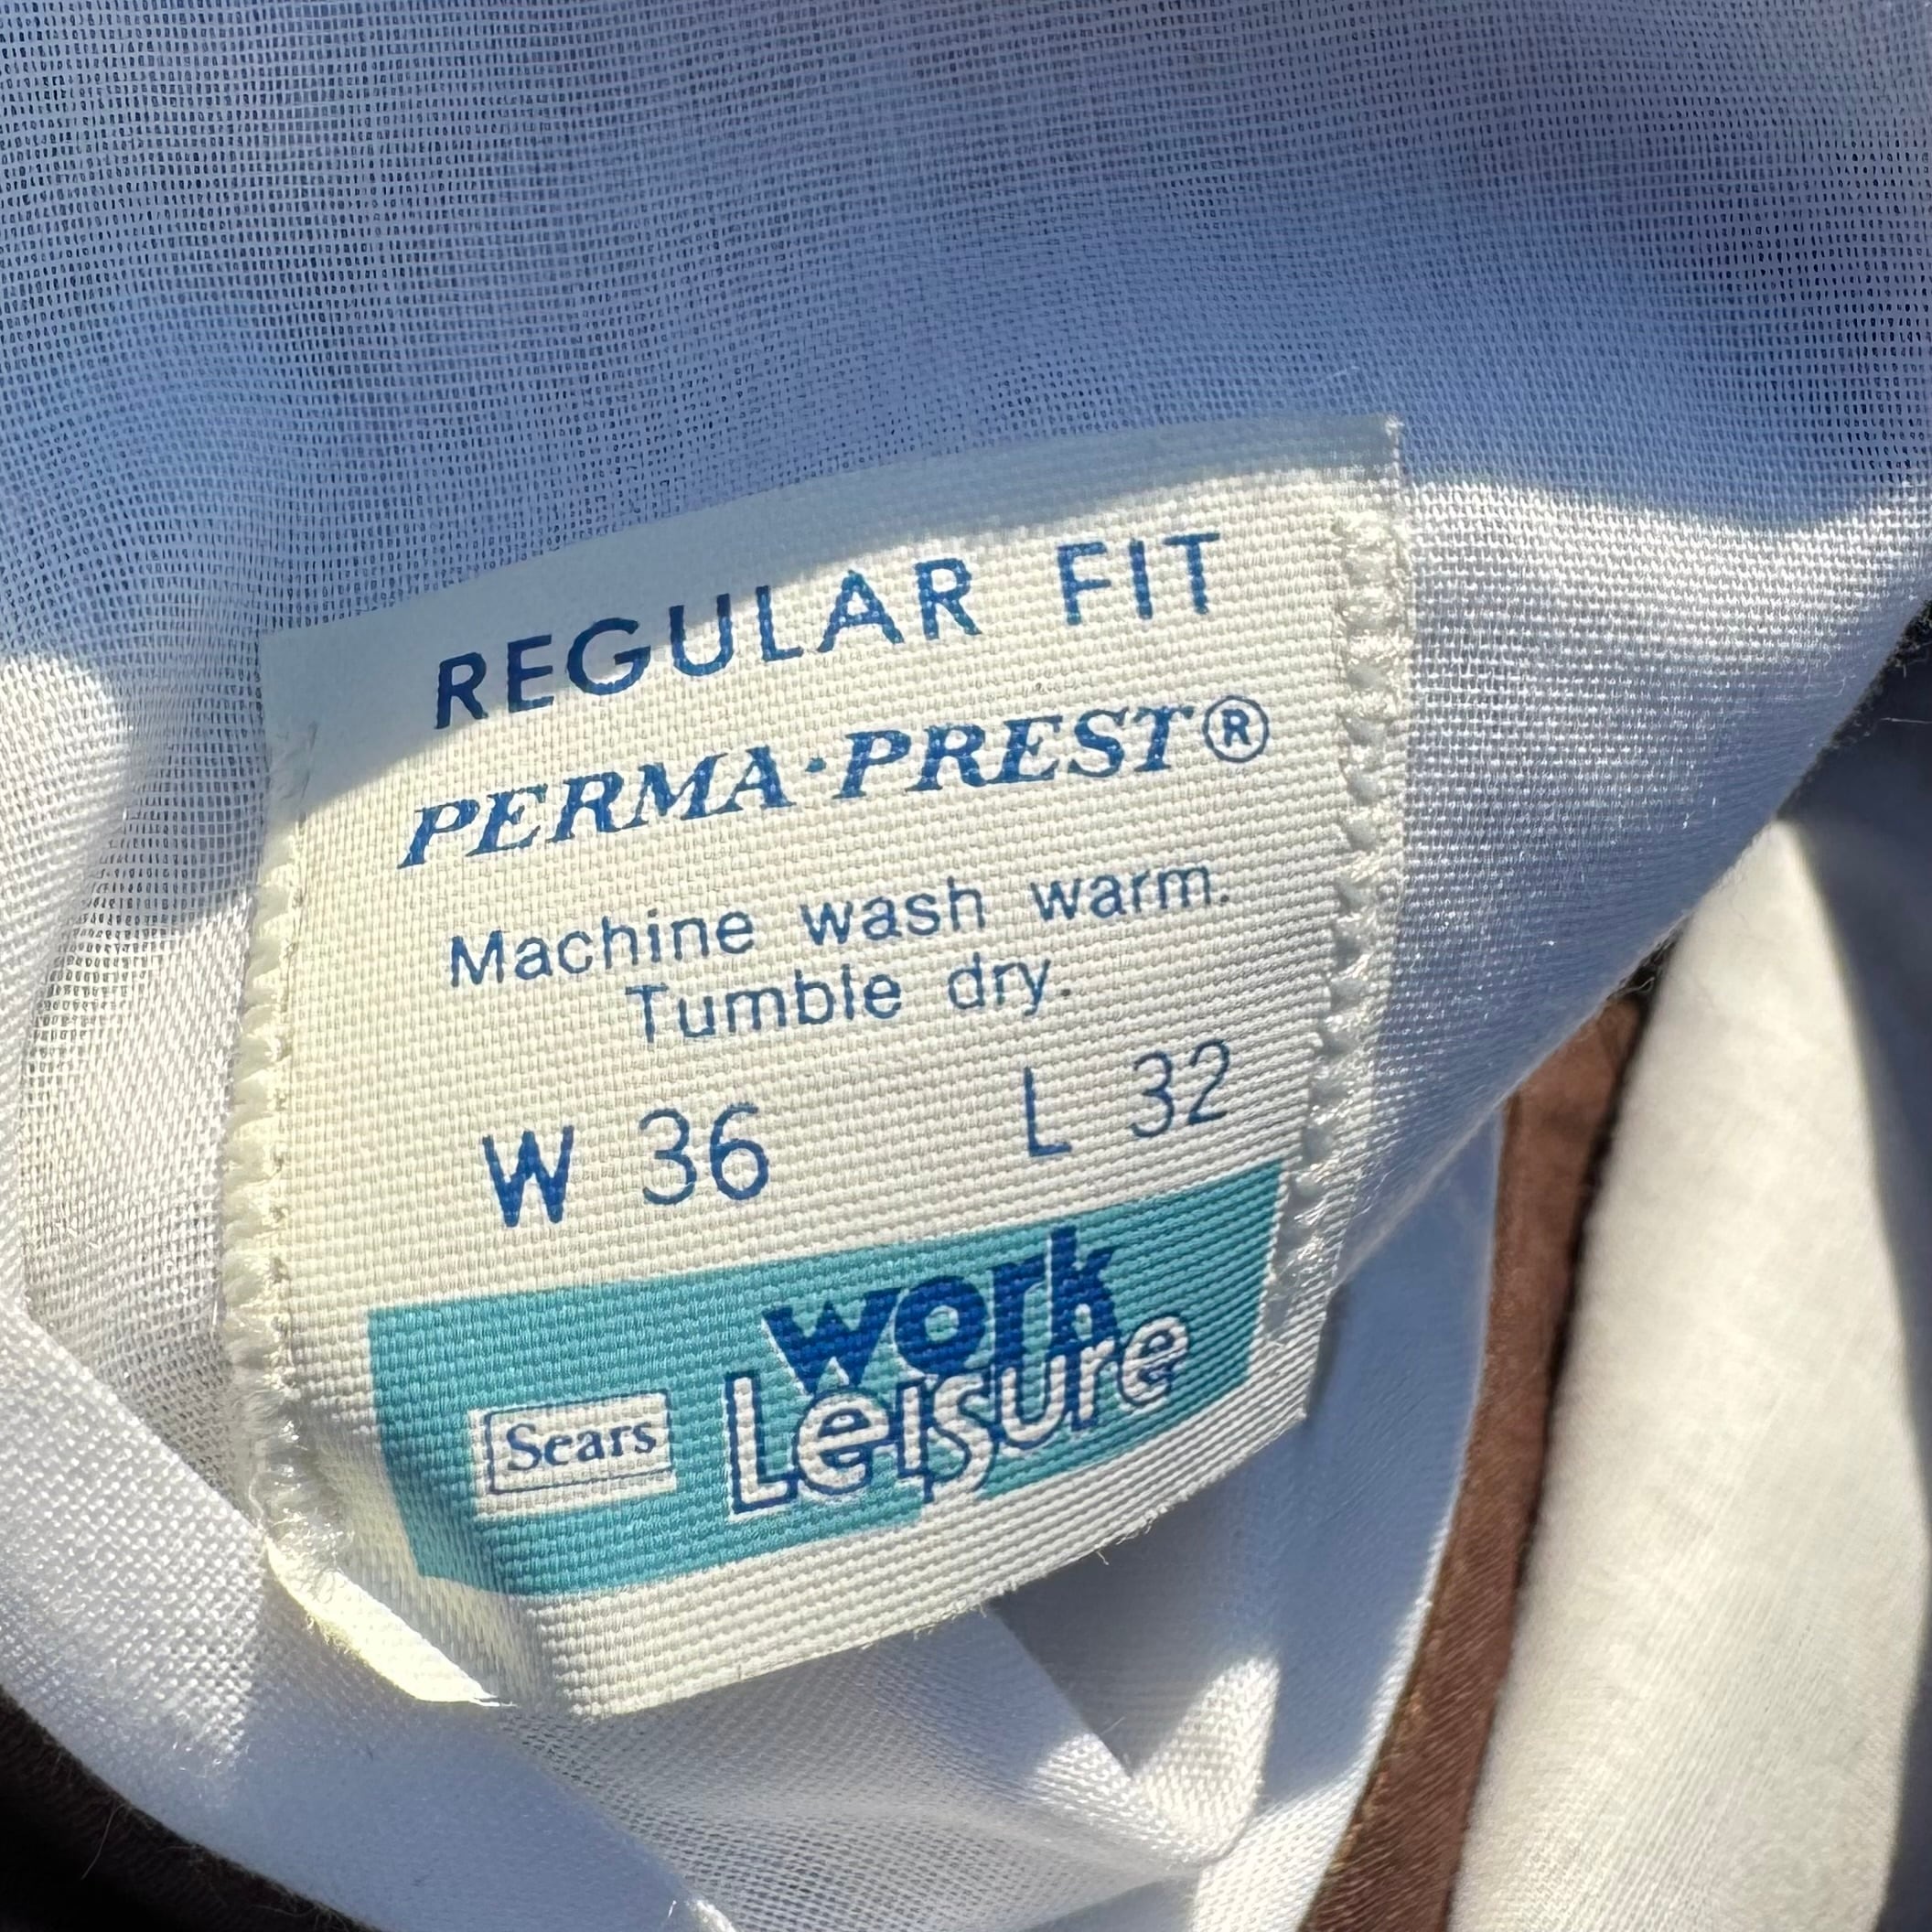 REGULAR FIT
PERMA·PREST®
Machine wash warm.
Tumble dry.
W 36 L 32
work
Sears Leisure